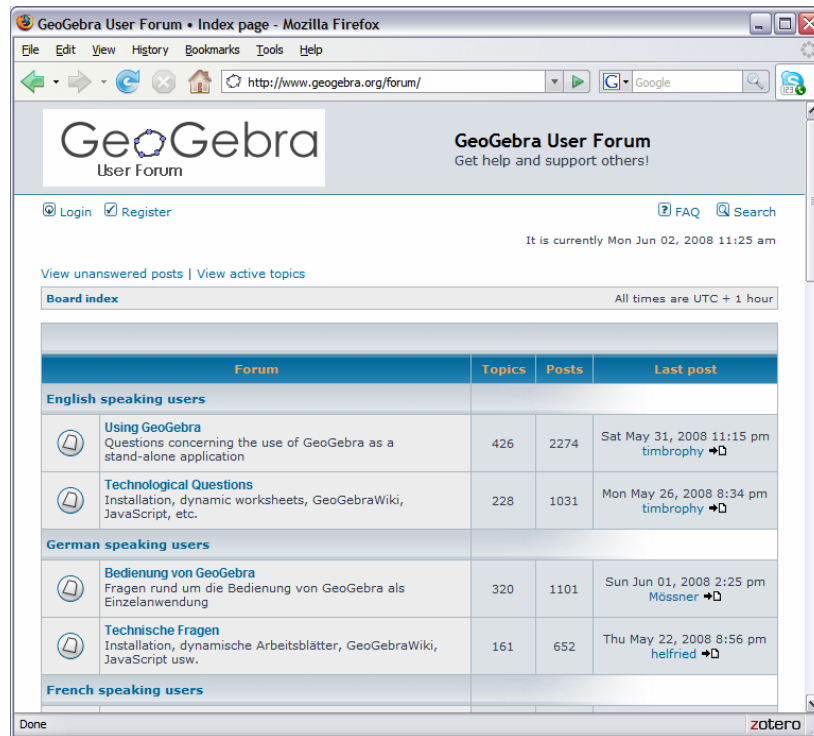 GeoGebra User Forum • Index page - Mozilla Firefox
File Edit View History Bookmarks Tools Help
http://www.geogebra.org/forum/
G Google
123
GeoGebra
User Forum
GeoGebra User Forum
Get help and support others!
Login Register
? FAQ Search
It is currently Mon Jun 02, 2008 11:25 am
View unanswered posts | View active topics
Board index All times are UTC + 1 hour
Forum Topics Posts Last post
English speaking users
Using GeoGebra
Questions concerning the use of GeoGebra as a
stand-alone application
426 2274
Sat May 31, 2008 11:15 pm
timbrophy
Technological Questions
Installation, dynamic worksheets, GeoGebraWiki,
JavaScript, etc.
228 1031
Mon May 26, 2008 8:34 pm
timbrophy
German speaking users
Bedienung von GeoGebra
Fragen rund um die Bedienung von GeoGebra als
Einzelanwendung
320 1101
Sun Jun 01, 2008 2:25 pm
Mössner
Technische Fragen
Installation, dynamische Arbeitsblätter, GeoGebraWiki,
JavaScript usw.
161 652
Thu May 22, 2008 8:56 pm
helfried
French speaking users
Done zotero